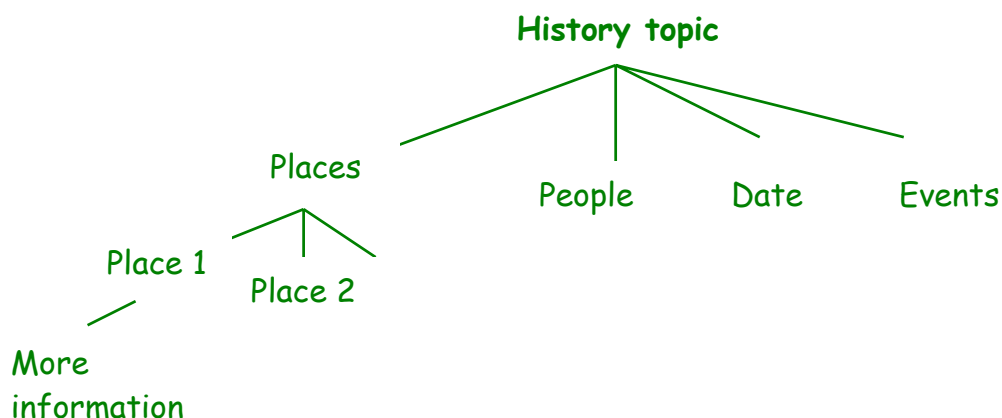 History topic
Places
People
Date
Events
Place 1
Place 2
More
information